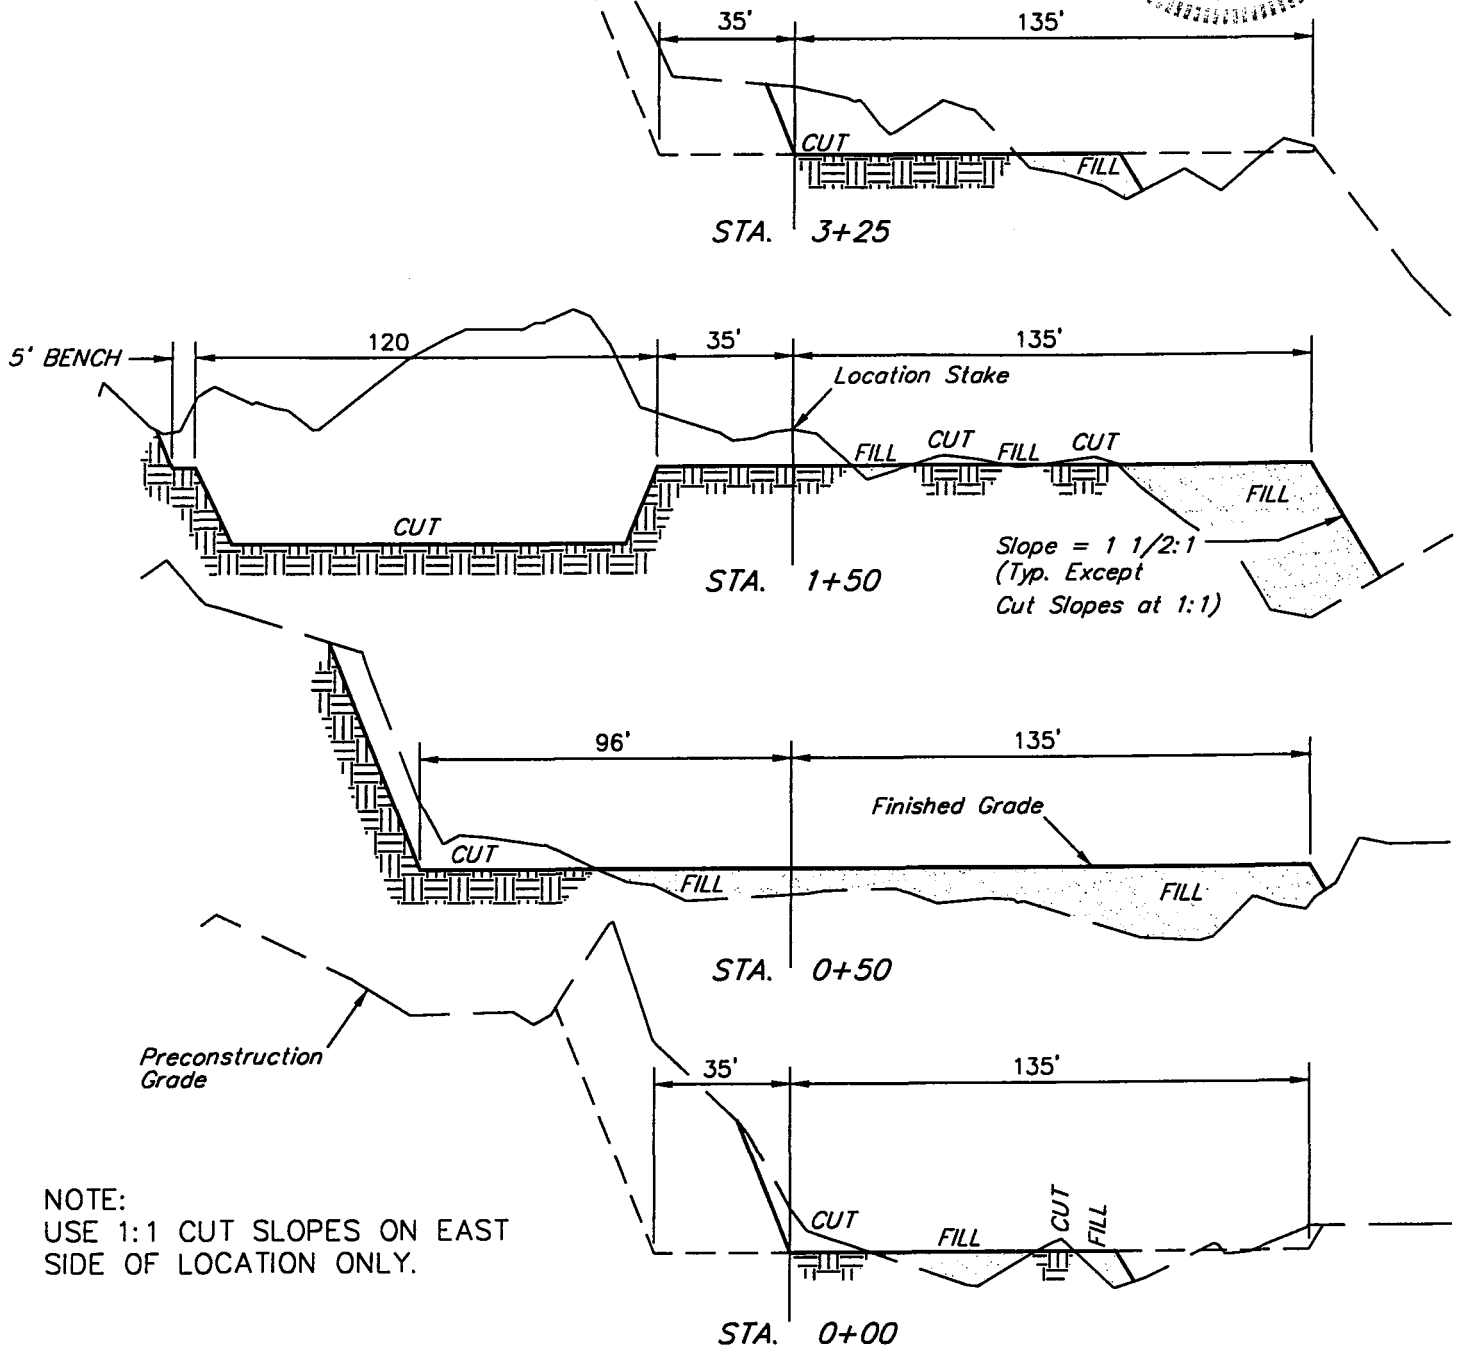 35' 135'
CUT
FILL
STA. 3+25
5' BENCH 120 35' 135'
Location Stake
FILL CUT FILL CUT
CUT
FILL
Slope = 1 1/2:1
(Typ. Except
Cut Slopes at 1:1)
STA. 1+50
96' 135'
Finished Grade
CUT
FILL
FILL
STA. 0+50
Preconstruction
Grade
35' 135'
CUT
FILL
CUT
FILL
NOTE:
USE 1:1 CUT SLOPES ON EAST
SIDE OF LOCATION ONLY.
STA. 0+00